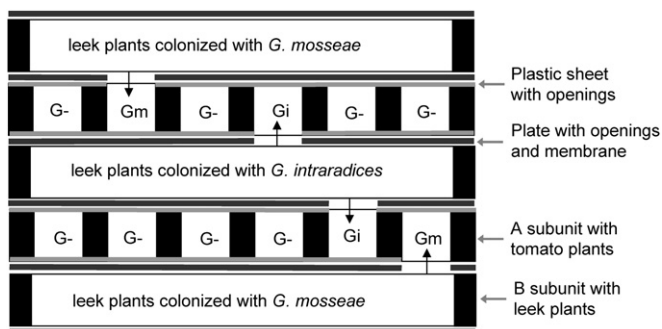 leek plants colonized with G. mosseae
Plastic sheet
with openings
G- Gm G- Gi G- G-
Plate with openings
and membrane
leek plants colonized with G. intraradices
G- G- G- G- Gi Gm
A subunit with
tomato plants
leek plants colonized with G. mosseae
B subunit with
leek plants